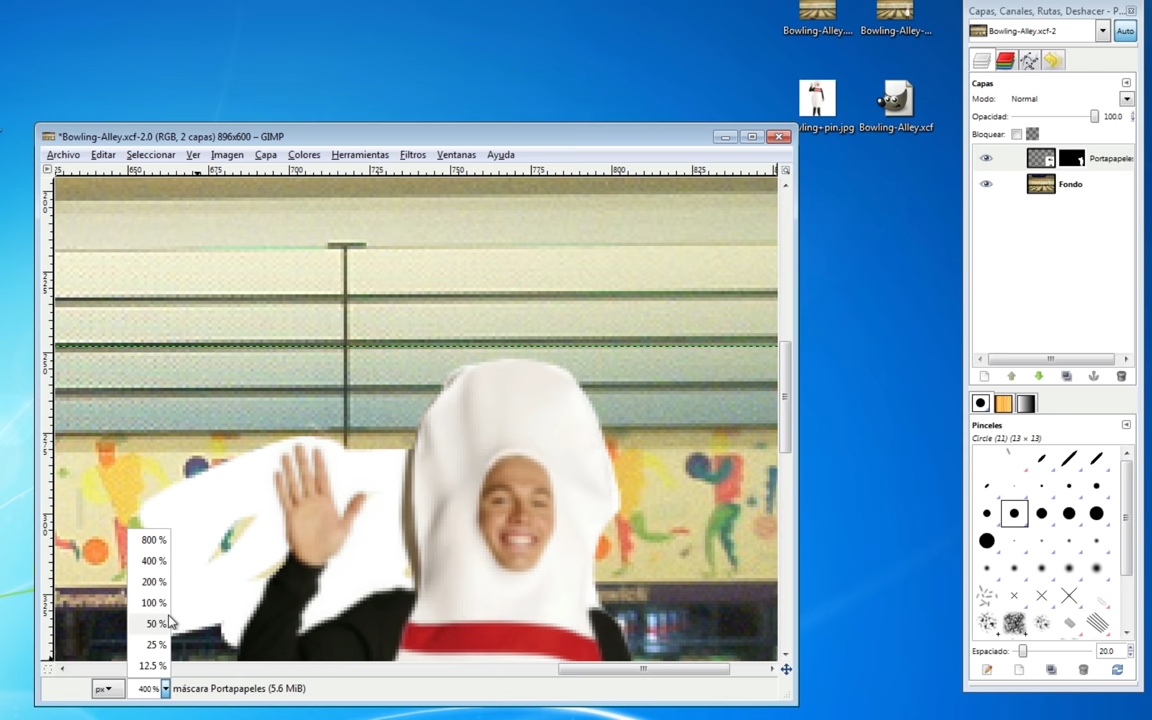 Bowling-Alley....
Bowling-Alley-...
Bowling-Alley.xcf
Capas, Canales, Rutas, Deshacer - P...
Bowling-Alley.xcf-2
Auto
Capas
Modo: Normal
Opacidad: 100.0
Bloquear:
Portapapeles
Fondo
*Bowling-Alley.xcf-2.0 (RGB, 2 capas) 896x600 – GIMP
Archivo Editar Seleccionar Ver Imagen Capa Colores Herramientas Filtros Ventanas Ayuda
650 675 700 725 750 775 800 825
800 %
400 %
200 %
100 %
50 %
25 %
12.5 %
px 400 % máscara Portapapeles (5.6 MiB)
Pinceles
Circle (11) (13 × 13)
Espaciado: 20.0